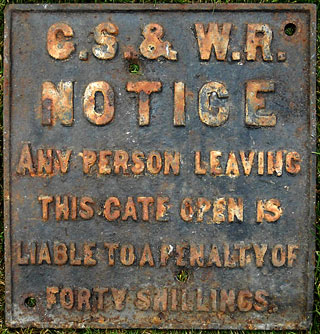 C.S.& W.R.
NOTICE
ANY PERSON LEAVING
THIS GATE OPEN IS
LIABLE TO A PENALTY OF
FORTY SHILLINGS.